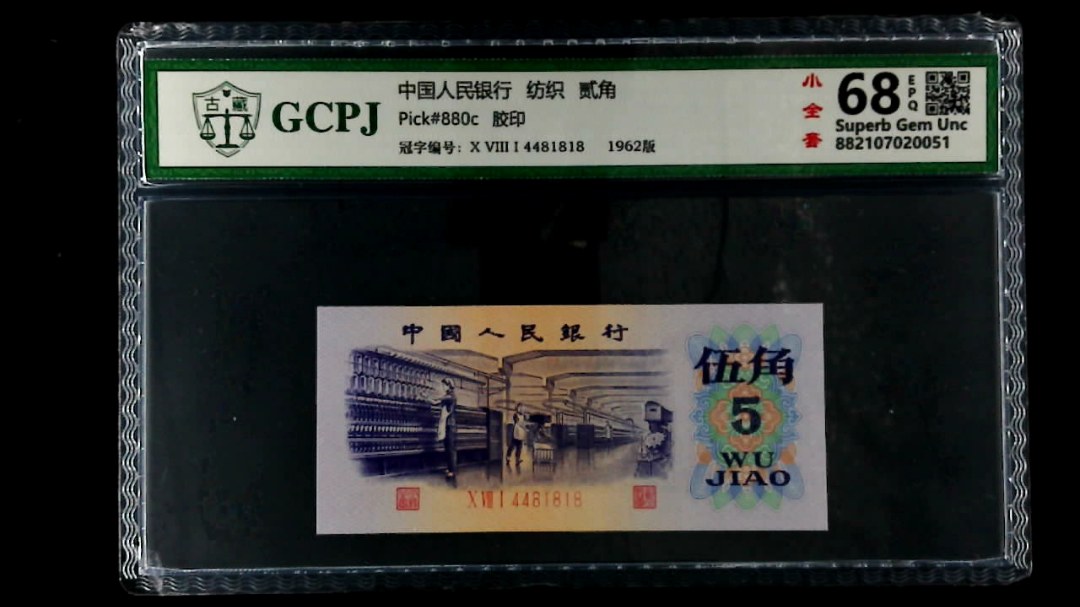 古 藏
GCPJ
中国人民银行 纺织 贰角
Pick#880c 胶印
冠字编号: X VIII I 4481818 1962版
小全套
68 EPQ
Superb Gem Unc
882107020051
中國人民銀行
伍角
5
WU
JIAO
X VIII I 4481818